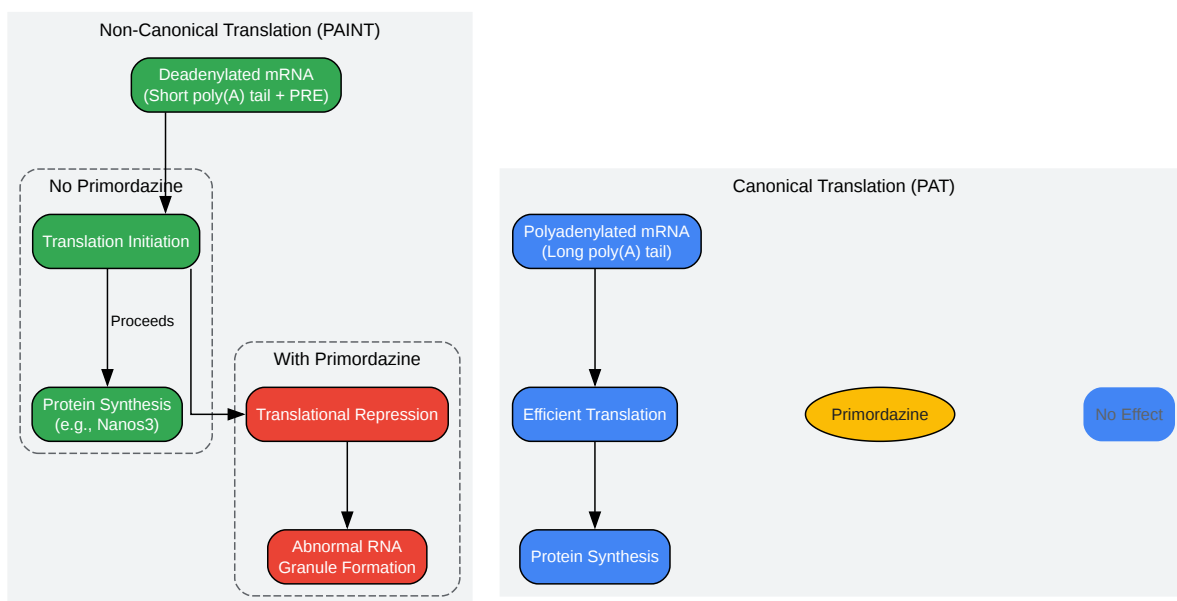 Non-Canonical Translation (PAINT)
Deadenylated mRNA
(Short poly(A) tail + PRE)
No Primordazine
Translation Initiation
Proceeds
Protein Synthesis
(e.g., Nanos3)
With Primordazine
Translational Repression
Abnormal RNA
Granule Formation
Canonical Translation (PAT)
Polyadenylated mRNA
(Long poly(A) tail)
Efficient Translation
Primordazine
No Effect
Protein Synthesis